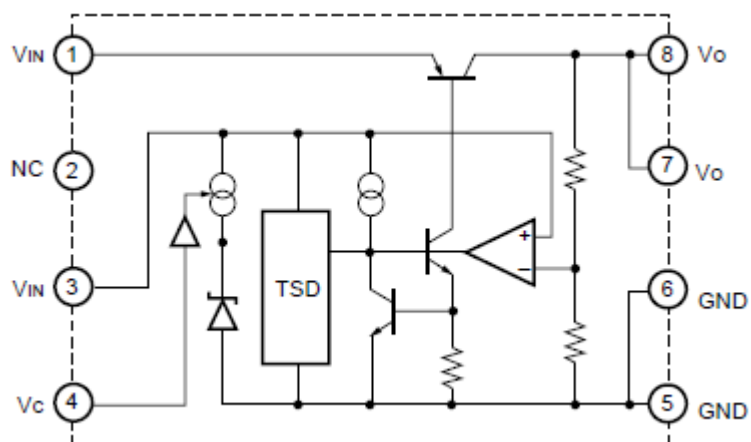 VIN 1
8 Vo
NC 2
7 Vo
+
−
VIN 3
TSD
6 GND
Vc 4
5 GND